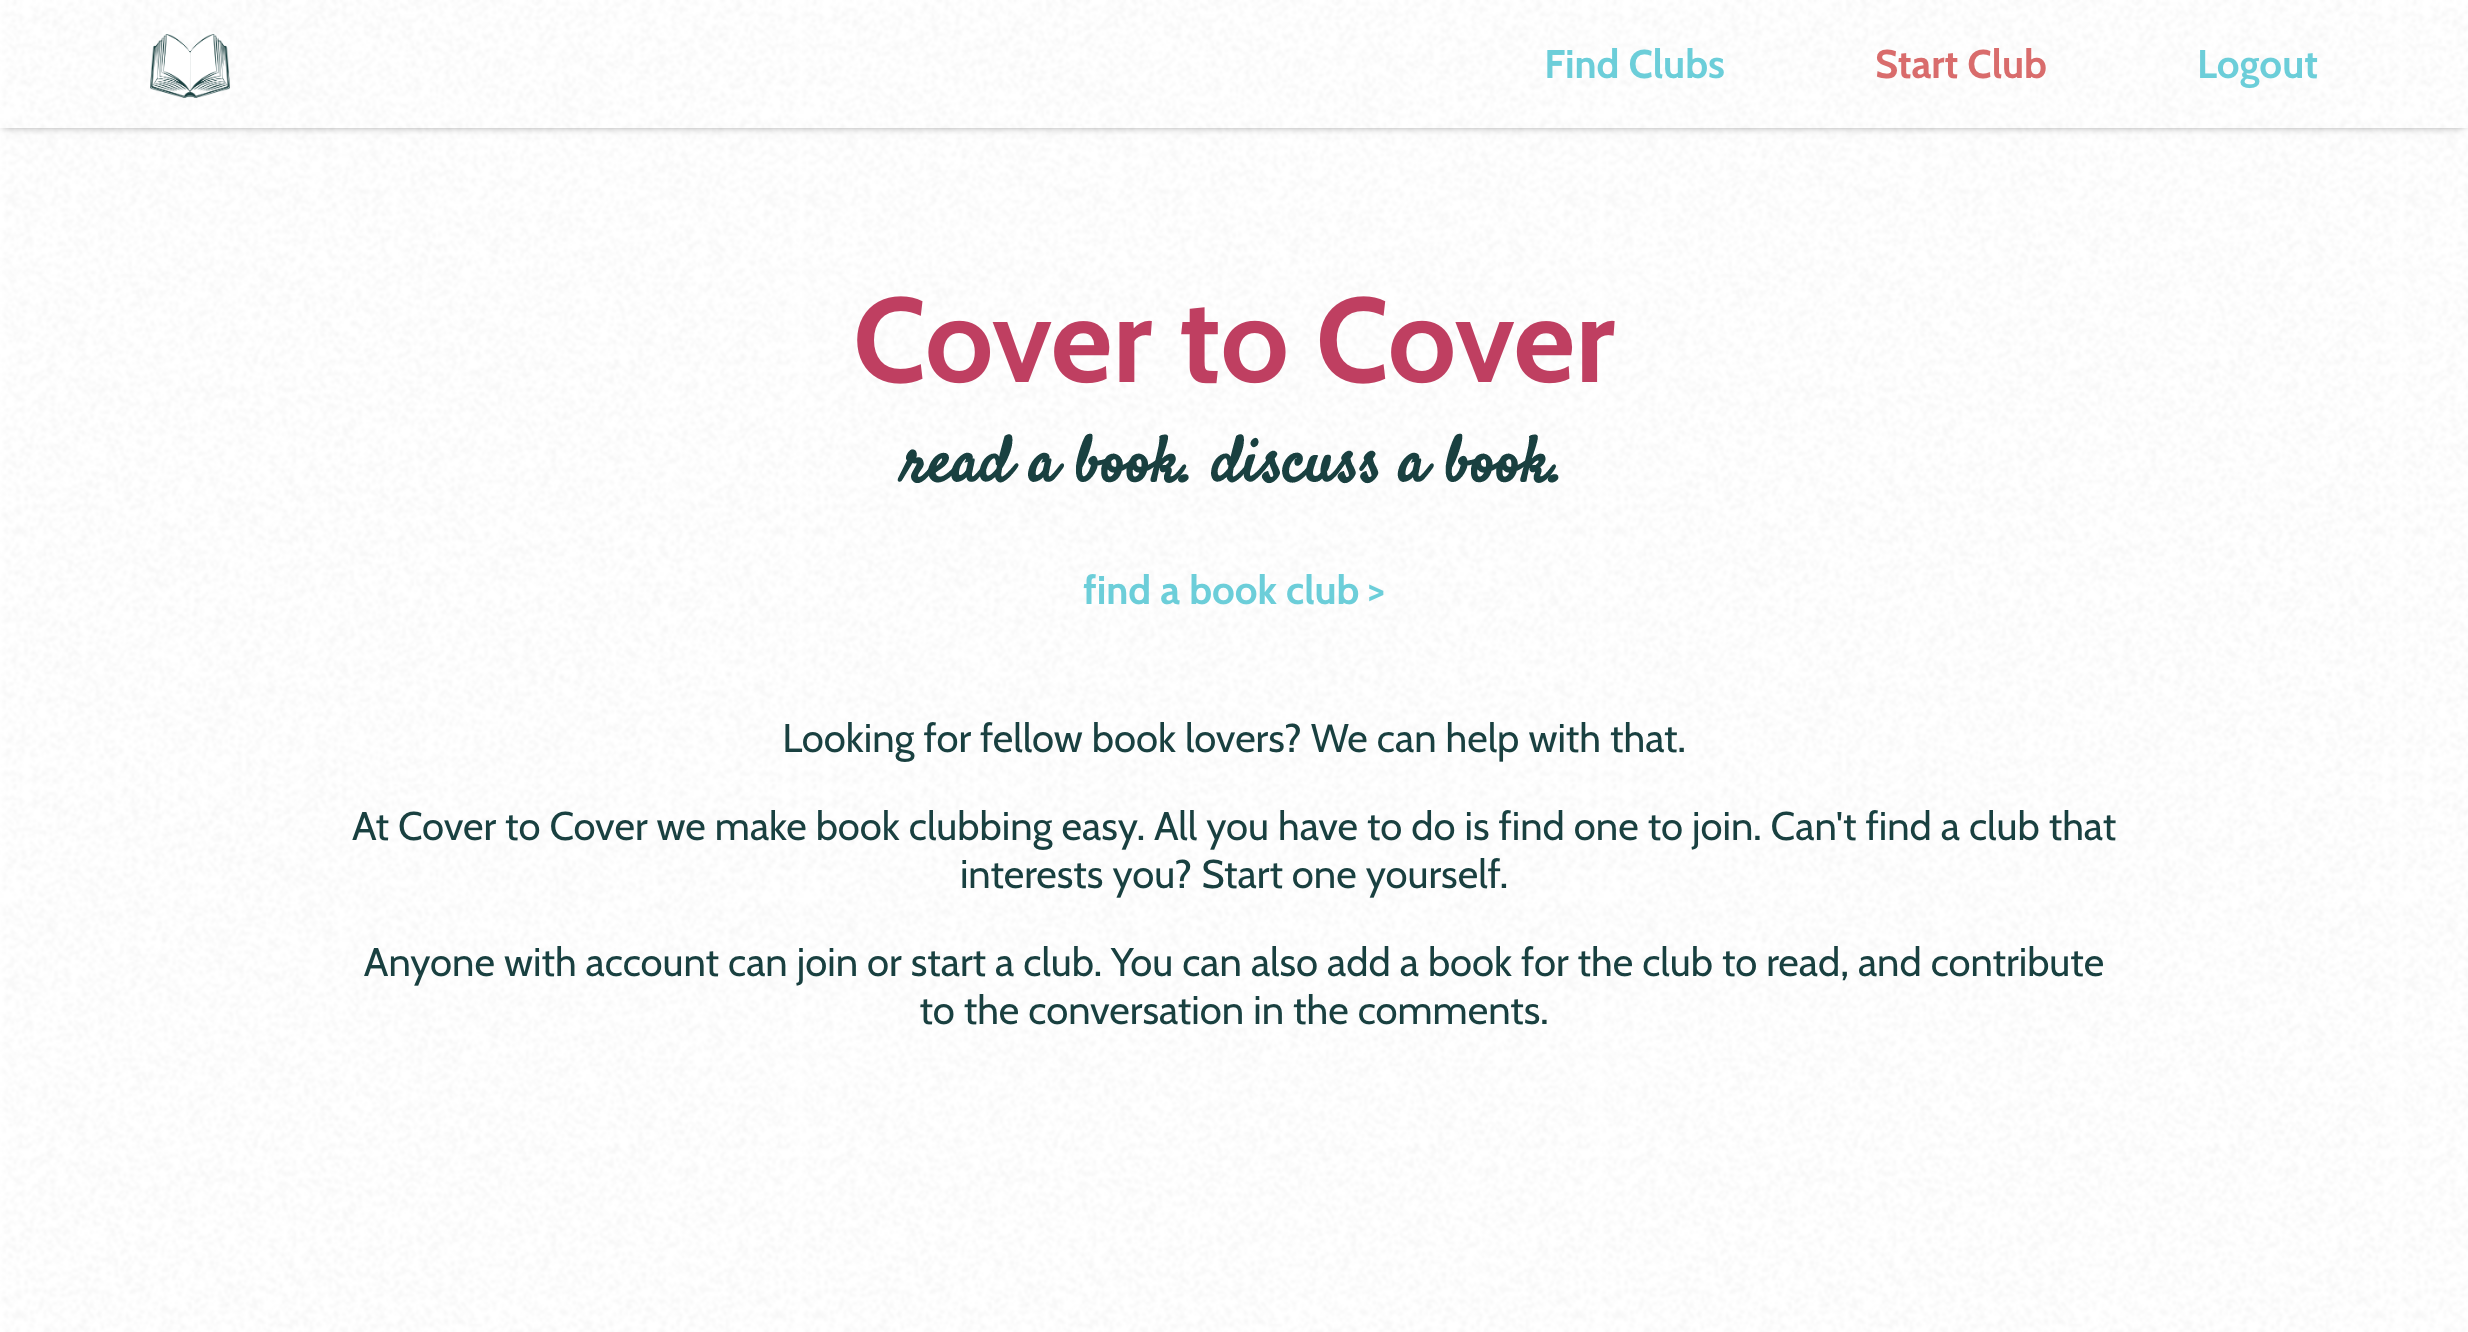 Find Clubs
Start Club
Logout
Cover to Cover
read a book. discuss a book.
find a book club >
Looking for fellow book lovers? We can help with that.
At Cover to Cover we make book clubbing easy. All you have to do is find one to join. Can't find a club that
interests you? Start one yourself.
Anyone with account can join or start a club. You can also add a book for the club to read, and contribute
to the conversation in the comments.